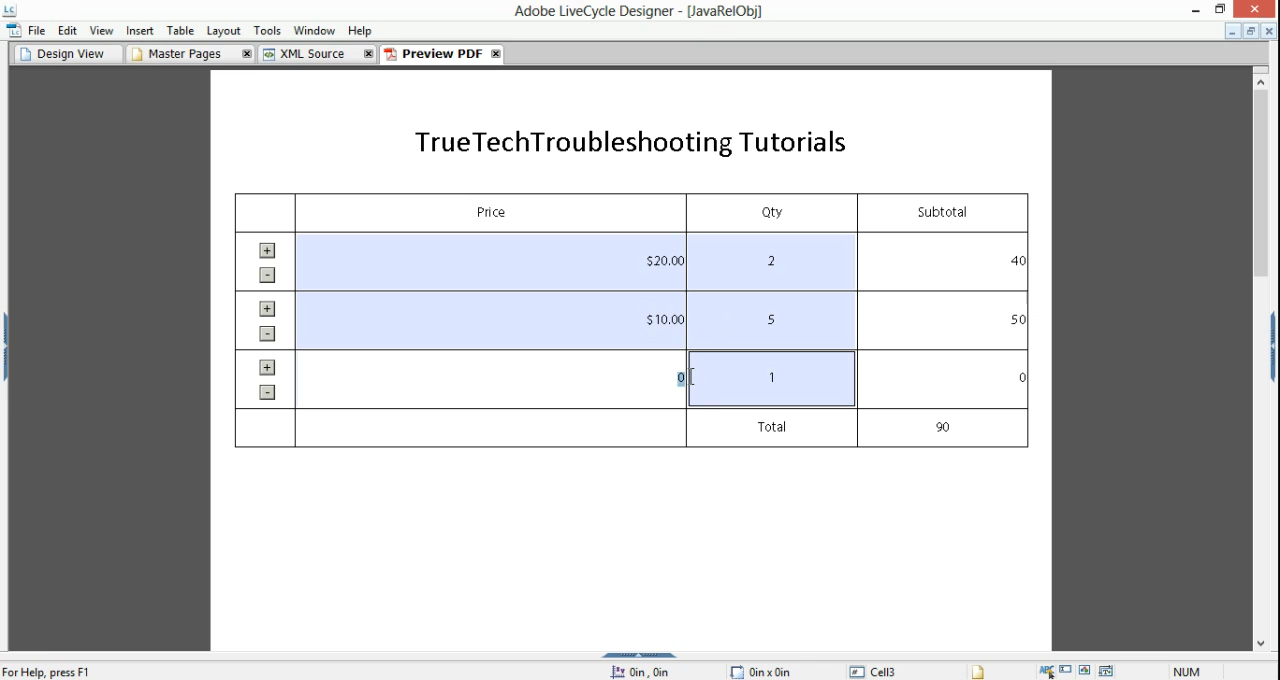 Lc Adobe LiveCycle Designer - [JavaRelObj]
File Edit View Insert Table Layout Tools Window Help
Design View Master Pages XML Source Preview PDF
TrueTechTroubleshooting Tutorials
Price Qty Subtotal
+
-
$20.00 2 40
+
-
$10.00 5 50
+
-
0 1 0
Total 90
For Help, press F1 0in , 0in 0in x 0in Cell3 NUM